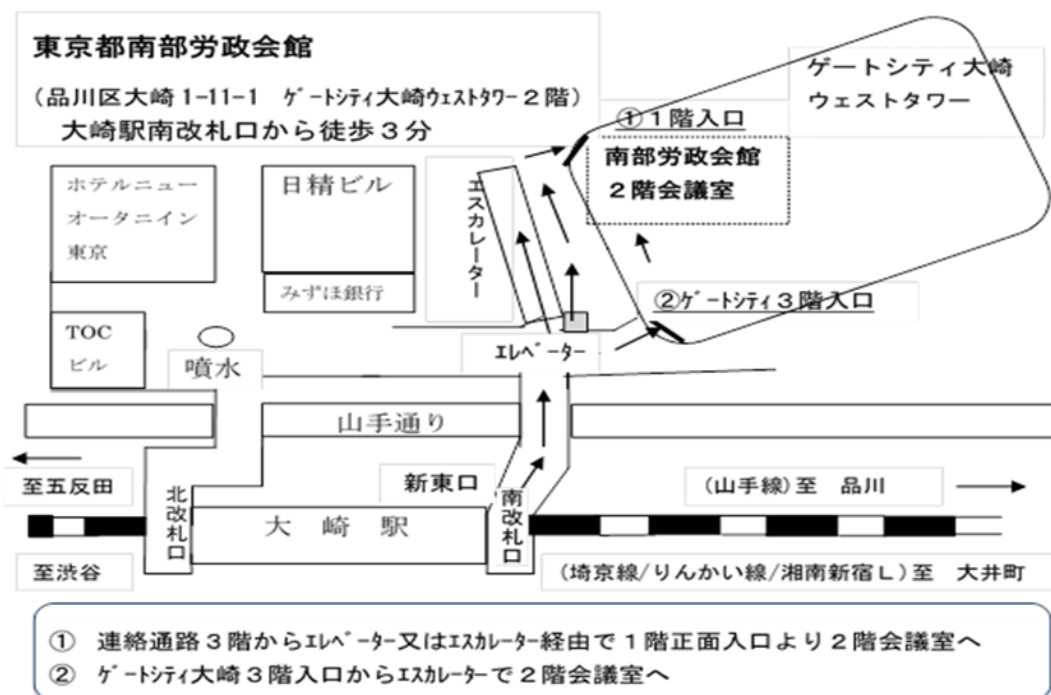 東京都南部労政会館
(品川区大崎1-11-1 ｹﾞｰﾄｼﾃｨ大崎ｳｪｽﾄﾀﾜｰ２階)
大崎駅南改札口から徒歩３分
ゲートシティ大崎
ウェストタワー
①１階入口
南部労政会館
２階会議室
エスカレーター
ホテルニュー
オータニイン
東京
日精ビル
みずほ銀行
②ｹﾞｰﾄｼﾃｨ３階入口
TOC
ビル
噴水
ｴﾚﾍﾞｰﾀｰ
山手通り
至五反田
北改札口
新東口
南改札口
(山手線)至 品川
大崎駅
至渋谷
(埼京線/りんかい線/湘南新宿Ｌ)至 大井町
① 連絡通路３階からｴﾚﾍﾞｰﾀｰ又はｴｽｶﾚｰﾀｰ経由で１階正面入口より２階会議室へ
② ｹﾞｰﾄｼﾃｨ大崎３階入口からｴｽｶﾚｰﾀｰで２階会議室へ